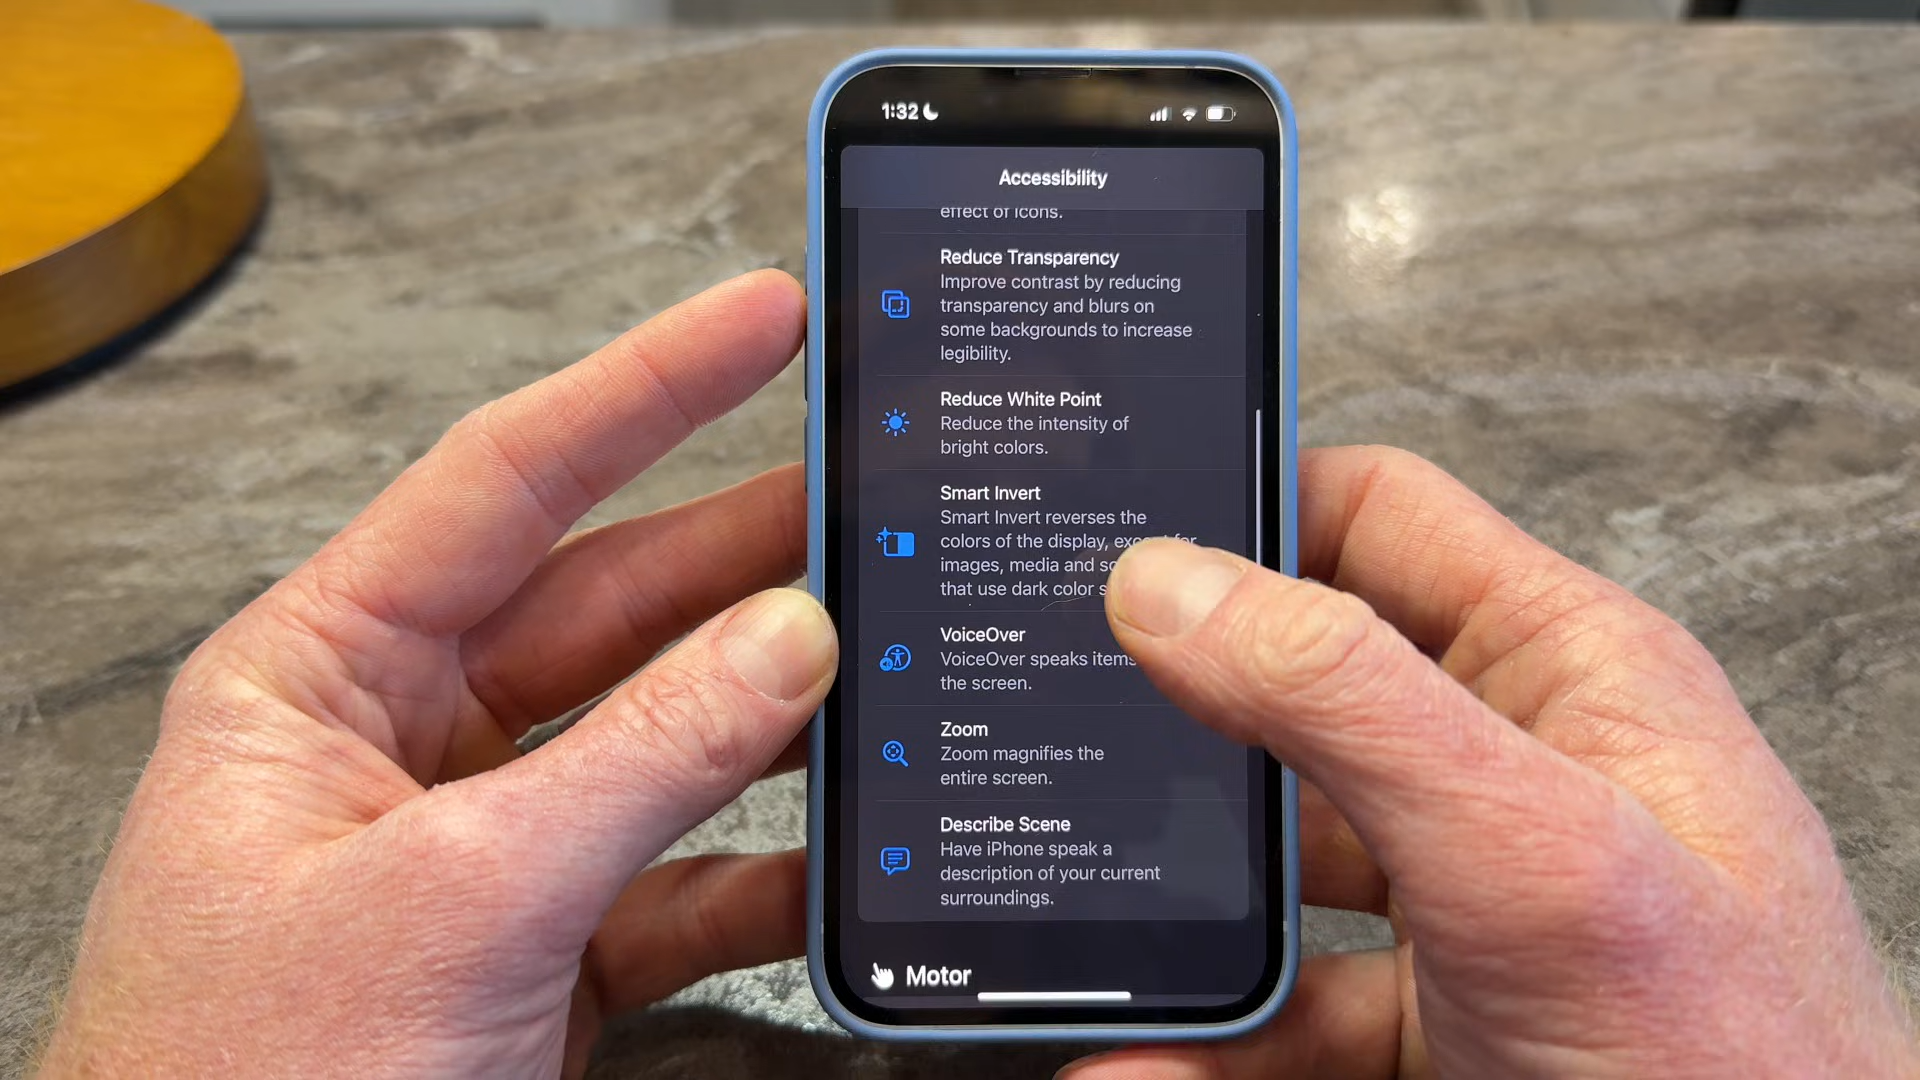 1:32
Accessibility
effect of icons.
Reduce Transparency
Improve contrast by reducing
transparency and blurs on
some backgrounds to increase
legibility.
Reduce White Point
Reduce the intensity of
bright colors.
Smart Invert
Smart Invert reverses the
colors of the display, except for
images, media and
that use dark color
VoiceOver
VoiceOver speaks items
the screen.
Zoom
Zoom magnifies the
entire screen.
Describe Scene
Have iPhone speak a
description of your current
surroundings.
Motor